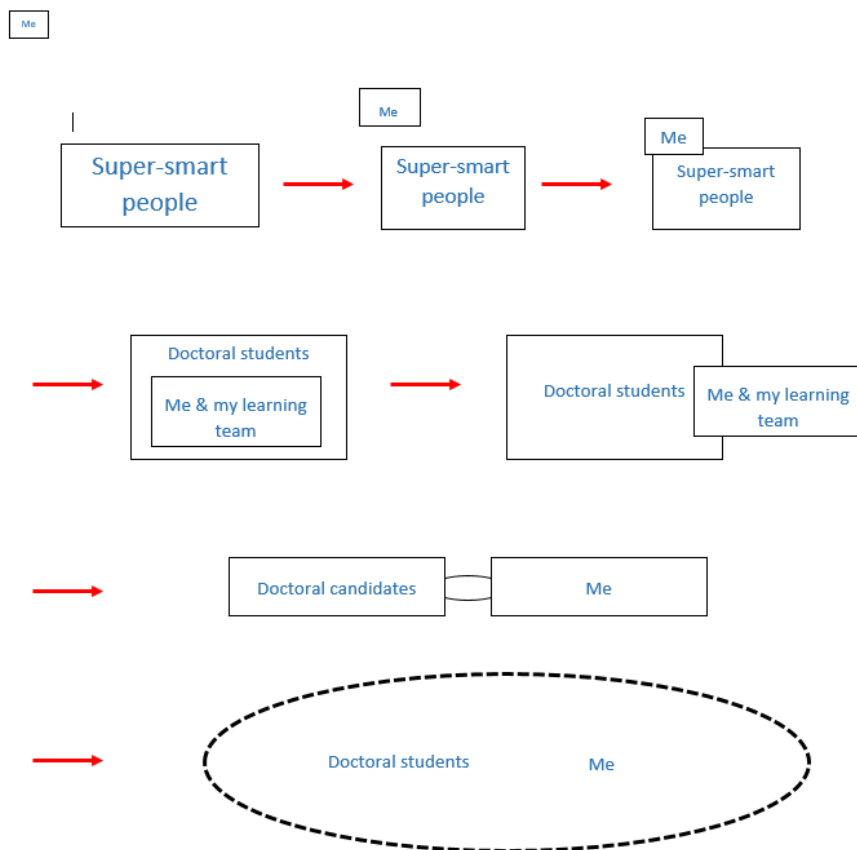 Me
Me
Me
Super-smart
people
Super-smart
people
Super-smart
people
Doctoral students
Me & my learning
team
Doctoral students
Me & my learning
team
Doctoral candidates
Me
Doctoral students
Me